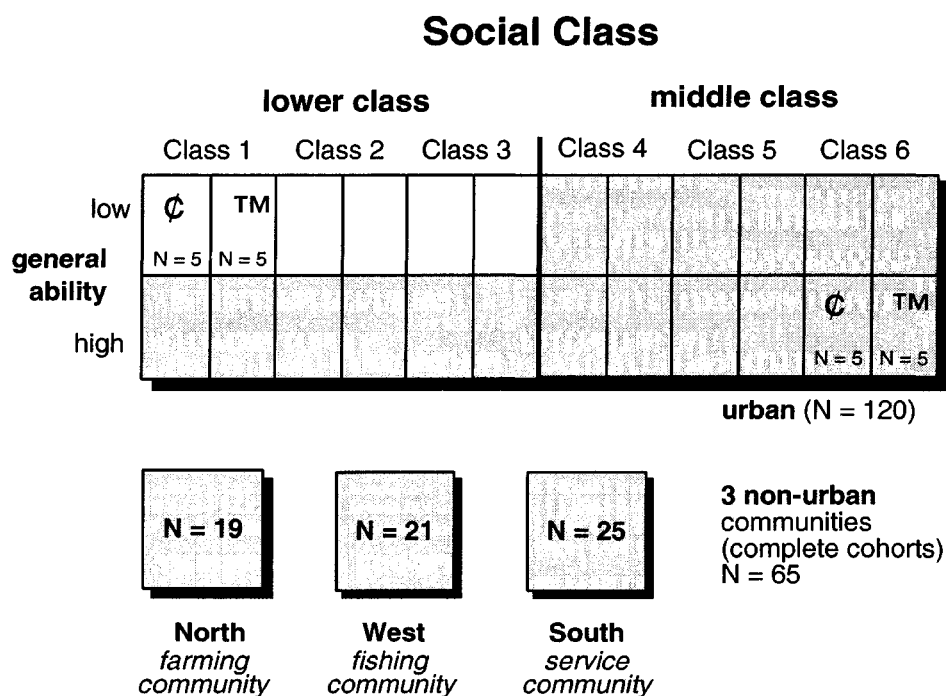 Social Class
lower class middle class
Class 1 Class 2 Class 3 Class 4 Class 5 Class 6
low ₵ TM
N = 5 N = 5
general
ability
high ₵ TM
N = 5 N = 5
urban (N = 120)
N = 19 N = 21 N = 25
3 non-urban
communities
(complete cohorts)
N = 65
North West South
farming fishing service
community community community